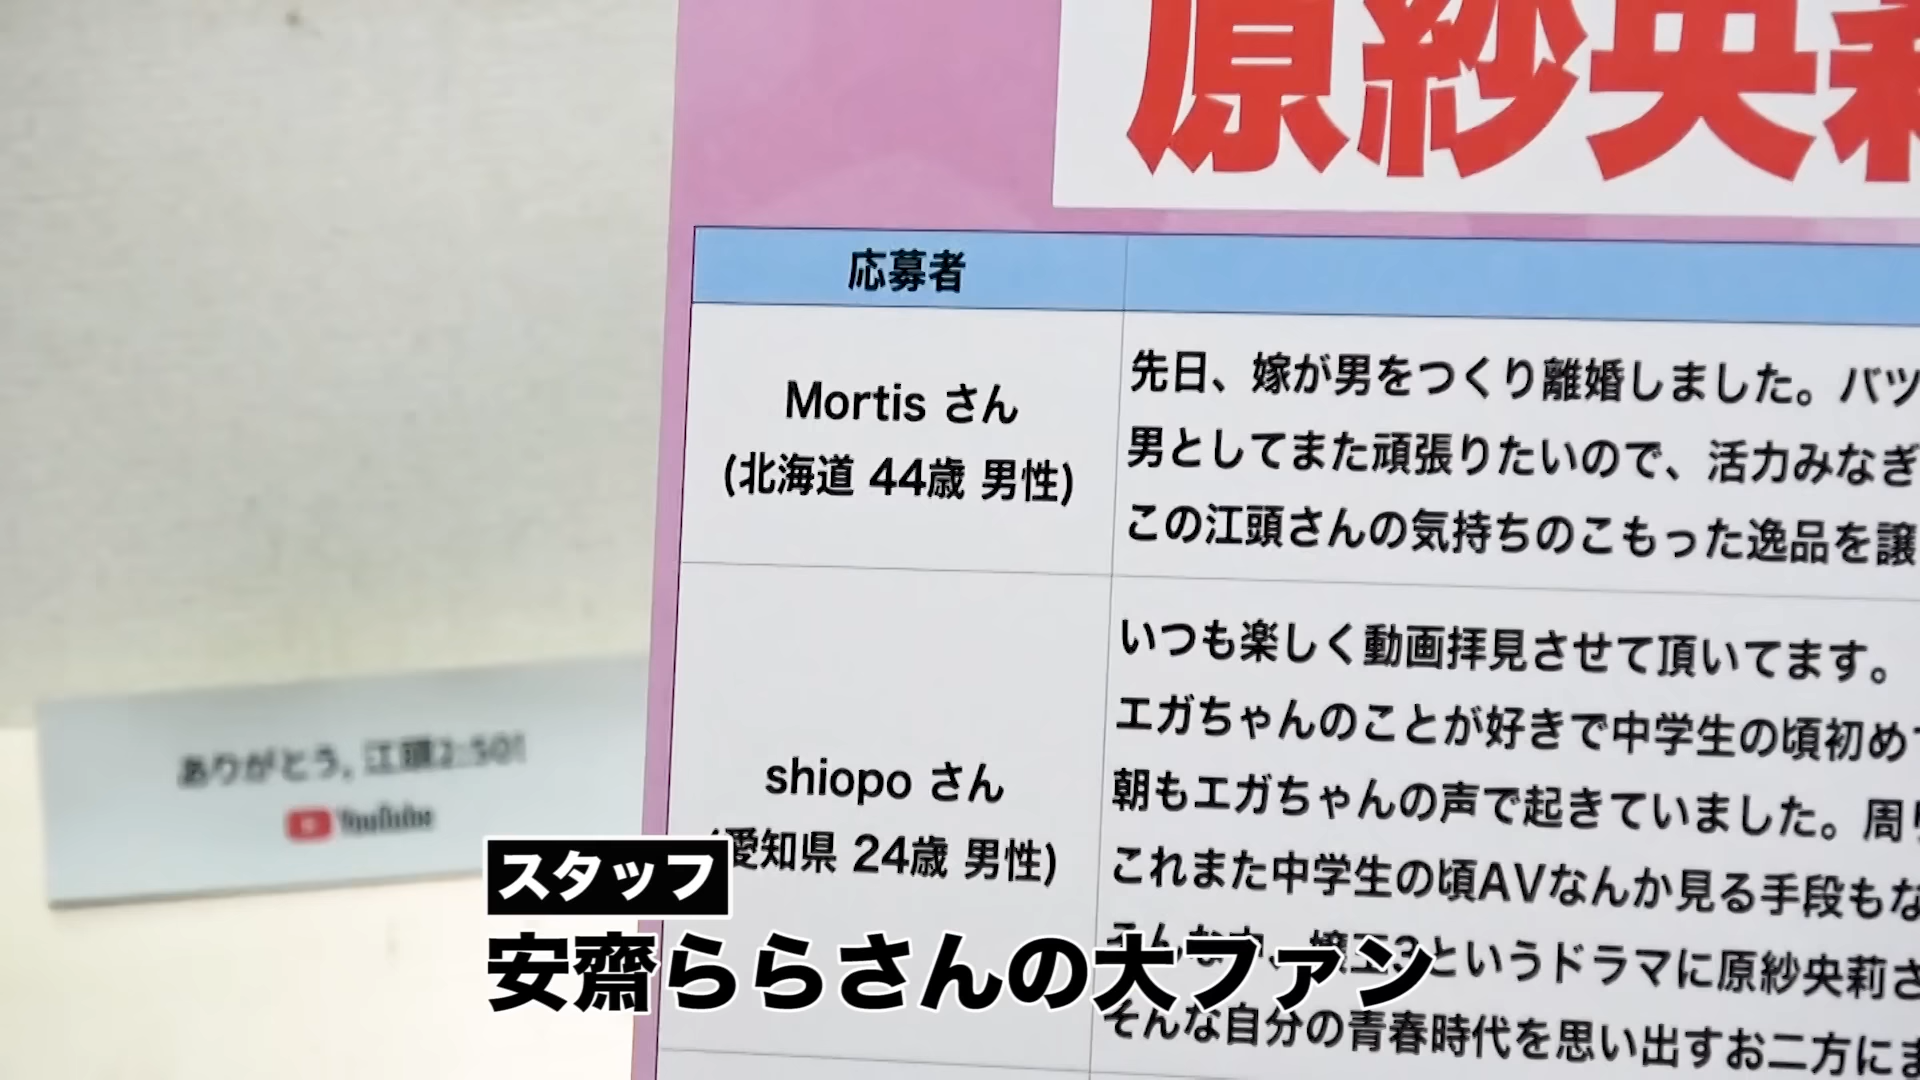 原紗央莉
応募者
Mortis さん
(北海道 44歳 男性)
先日、嫁が男をつくり離婚しました。バツ
男としてまた頑張りたいので、活力みなぎ
この江頭さんの気持ちのこもった逸品を譲
shiopo さん
(愛知県 24歳 男性)
いつも楽しく動画拝見させて頂いてます。
エガちゃんのことが好きで中学生の頃初め
朝もエガちゃんの声で起きていました。周り
これまた中学生の頃AVなんか見る手段もな
そんな中、嬢王3というドラマに原紗央莉さ
そんな自分の青春時代を思い出すお二方にま
ありがとう, 江頭2:50!
YouTube
スタッフ
安齋ららさんの大ファン